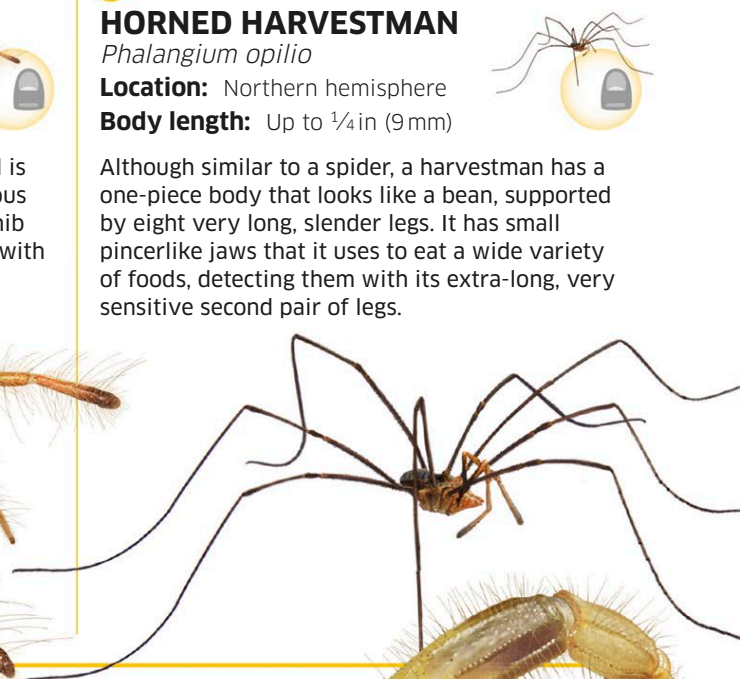 HORNED HARVESTMAN
Phalangium opilio
Location: Northern hemisphere
Body length: Up to ¼ in (9 mm)
Although similar to a spider, a harvestman has a
one-piece body that looks like a bean, supported
by eight very long, slender legs. It has small
pincerlike jaws that it uses to eat a wide variety
of foods, detecting them with its extra-long, very
sensitive second pair of legs.
is
with